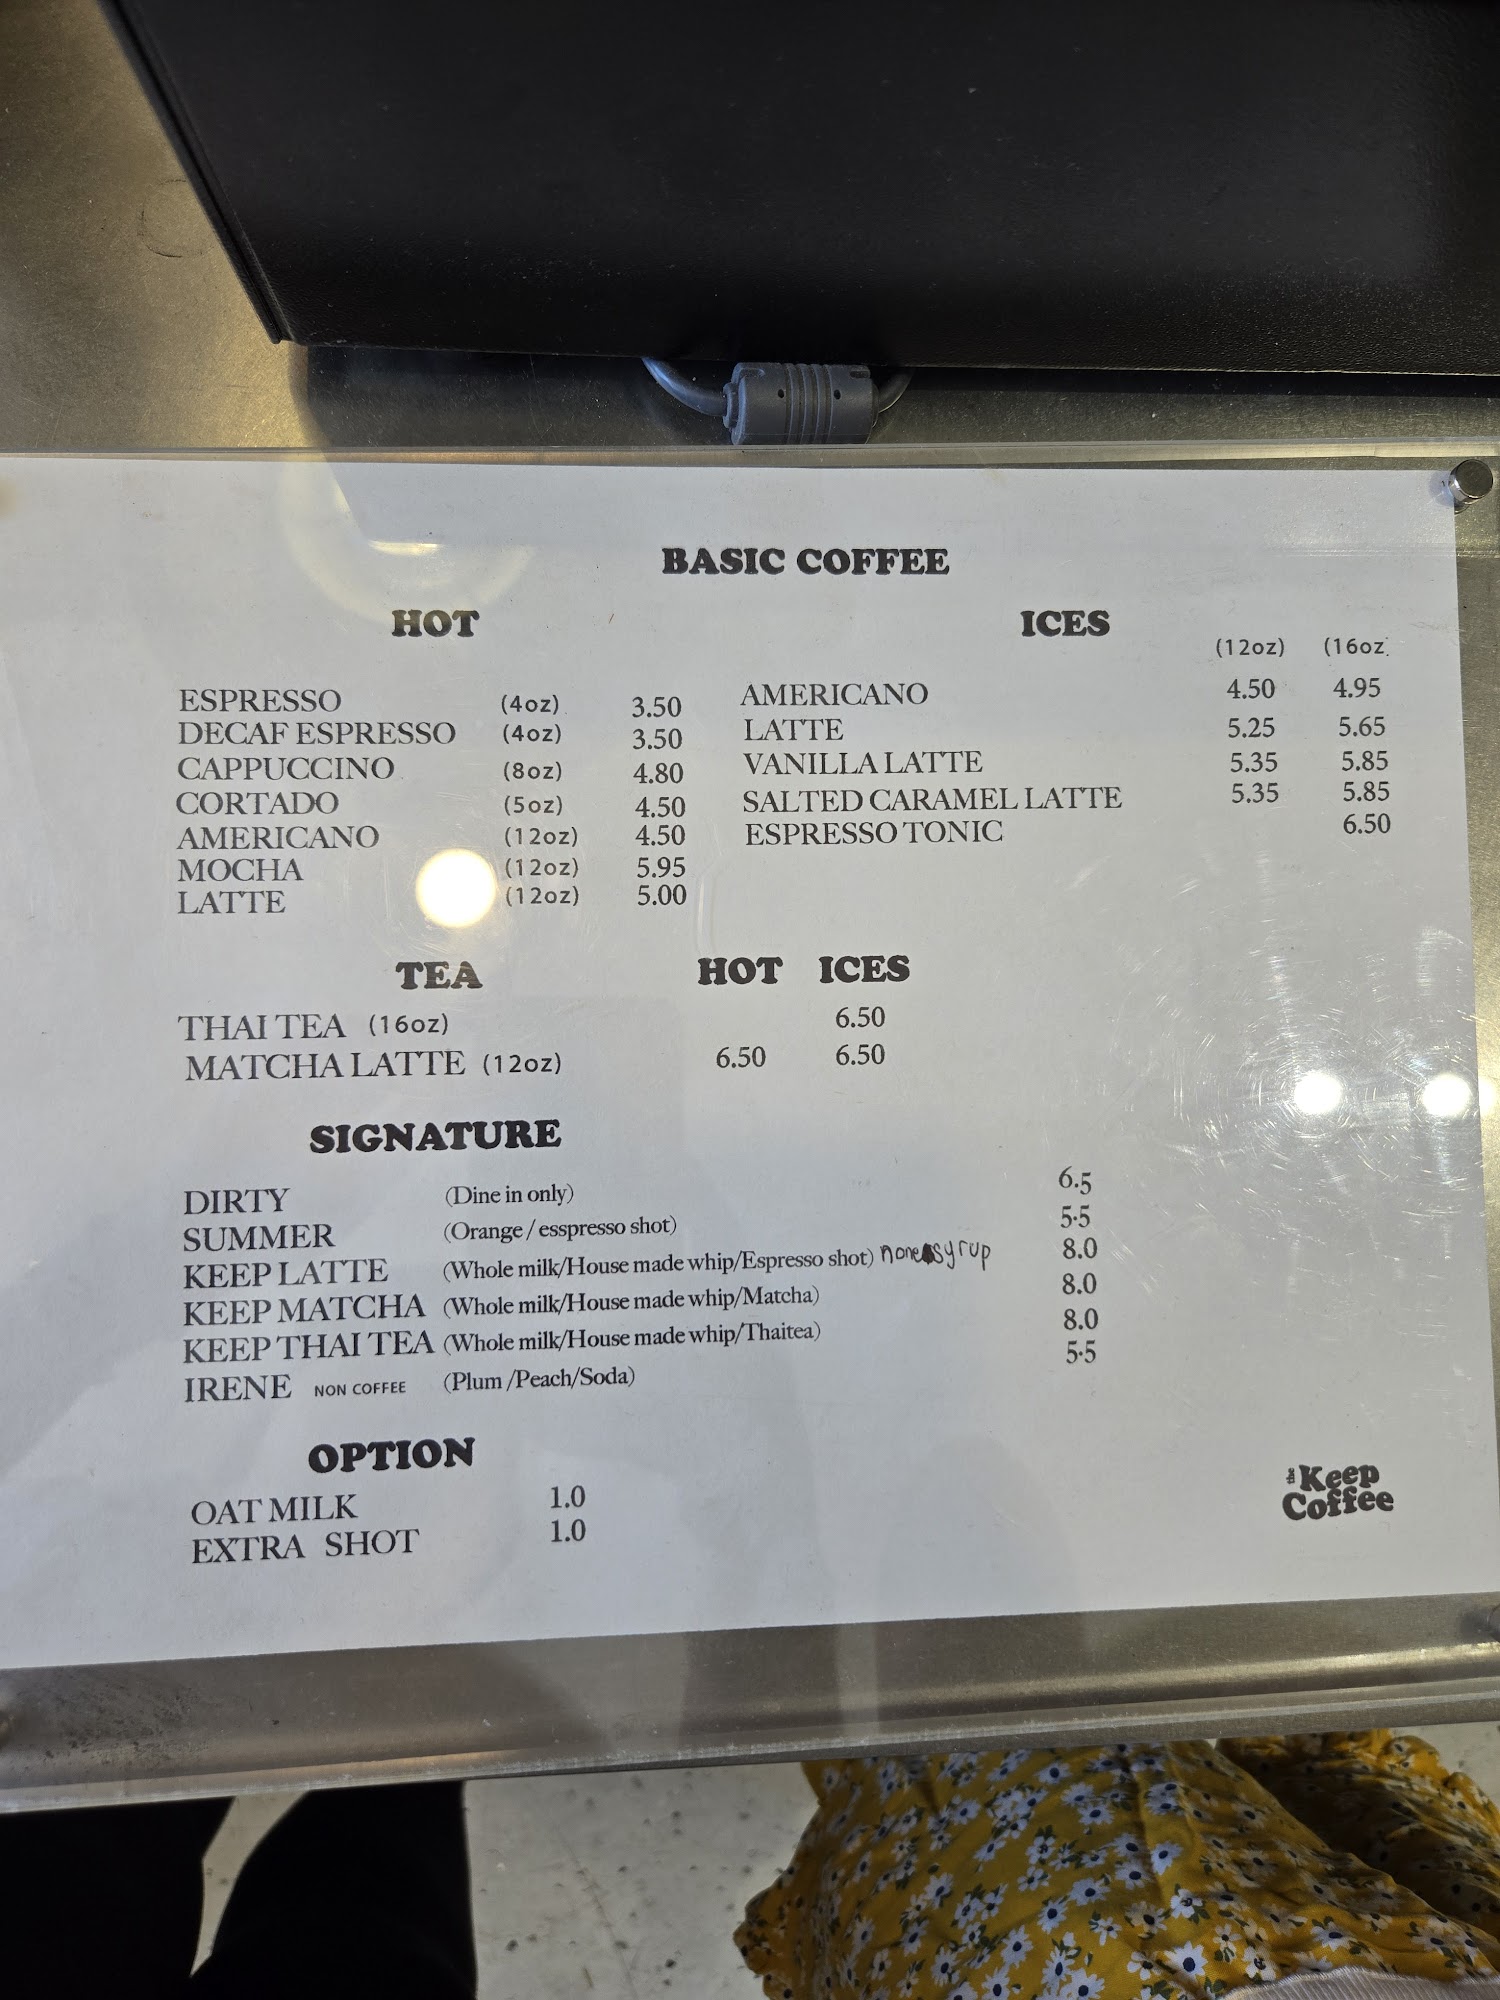 BASIC COFFEE
HOT
ESPRESSO (4oz) 3.50
DECAF ESPRESSO (4oz) 3.50
CAPPUCCINO (8oz) 4.80
CORTADO (5oz) 4.50
AMERICANO (12oz) 4.50
MOCHA (12oz) 5.95
LATTE (12oz) 5.00
ICES
(12oz) (16oz)
AMERICANO 4.50 4.95
LATTE 5.25 5.65
VANILLA LATTE 5.35 5.85
SALTED CARAMEL LATTE 5.35 5.85
ESPRESSO TONIC 6.50
TEA HOT ICES
THAI TEA (16oz) 6.50
MATCHA LATTE (12oz) 6.50 6.50
SIGNATURE
DIRTY (Dine in only) 6.5
SUMMER (Orange / esspresso shot) 5.5
KEEP LATTE (Whole milk/House made whip/Espresso shot) syrup 8.0
KEEP MATCHA (Whole milk/House made whip/Matcha) 8.0
KEEP THAI TEA (Whole milk/House made whip/Thaitea) 8.0
IRENE NON COFFEE (Plum /Peach/Soda) 5.5
OPTION
OAT MILK 1.0
EXTRA SHOT 1.0
the Keep
Coffee